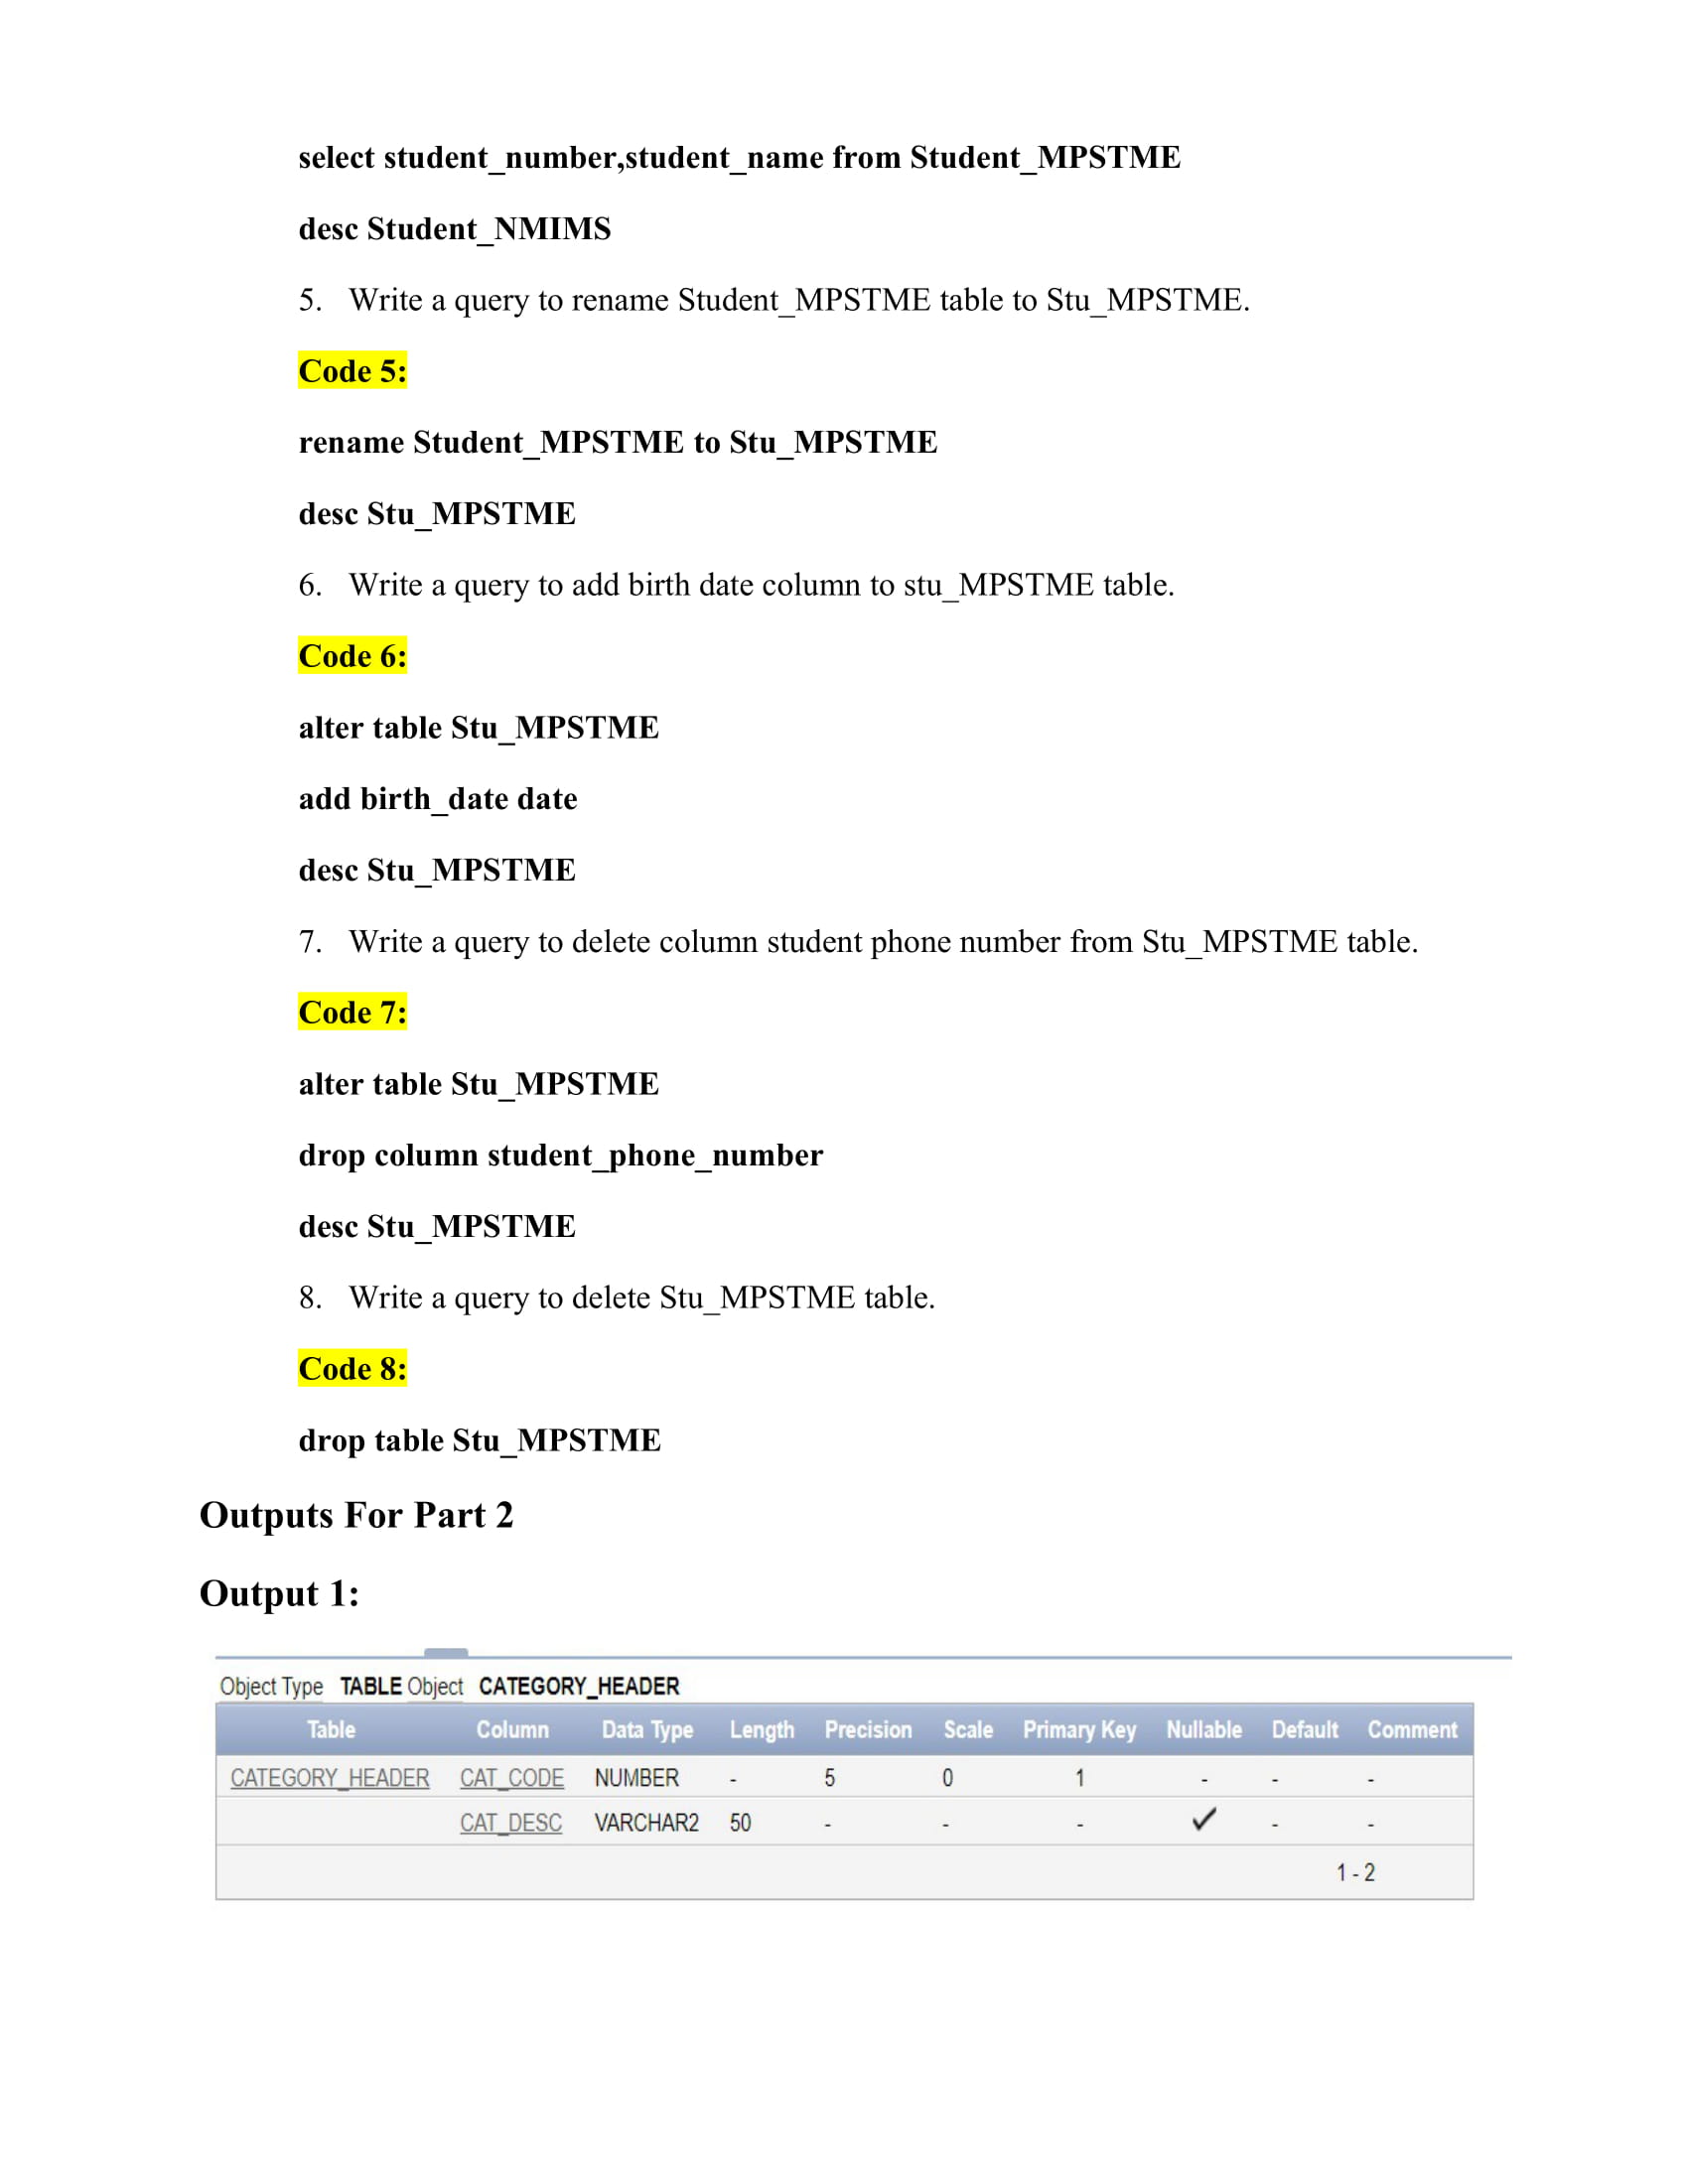 select student_number,student_name from Student_MPSTME
desc Student_NMIMS
5. Write a query to rename Student_MPSTME table to Stu_MPSTME.
Code 5:
rename Student_MPSTME to Stu_MPSTME
desc Stu_MPSTME
6. Write a query to add birth date column to stu_MPSTME table.
Code 6:
alter table Stu_MPSTME
add birth_date date
desc Stu_MPSTME
7. Write a query to delete column student phone number from Stu_MPSTME table.
Code 7:
alter table Stu_MPSTME
drop column student_phone_number
desc Stu_MPSTME
8. Write a query to delete Stu_MPSTME table.
Code 8:
drop table Stu_MPSTME
Outputs For Part 2
Output 1:
Object Type TABLE Object CATEGORY_HEADER
Table Column Data Type Length Precision Scale Primary Key Nullable Default Comment
CATEGORY_HEADER CAT_CODE NUMBER - 5 0 1 - - -
CAT_DESC VARCHAR2 50 - - - ✓ - -
1 - 2